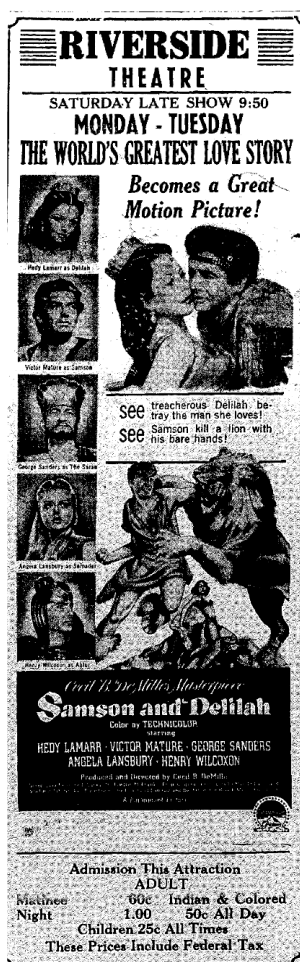 RIVERSIDE
THEATRE
SATURDAY LATE SHOW 9:50
MONDAY - TUESDAY
THE WORLD'S GREATEST LOVE STORY
Becomes a Great
Motion Picture!
Hedy Lamarr as Delilah
Victor Mature as Samson
George Sanders as The Saran
Angela Lansbury as Semadar
Henry Wilcoxon as Ahtur
see treacherous Delilah be-
tray the man she loves!
see Samson kill a lion with
his bare hands!
Cecil B. DeMille's Masterpiece
Samson and Delilah
Color by TECHNICOLOR
starring
HEDY LAMARR - VICTOR MATURE - GEORGE SANDERS
ANGELA LANSBURY - HENRY WILCOXON
Produced and Directed by Cecil B. DeMille
A Paramount Picture
Admission This Attraction
ADULT
Matinee 60c Indian & Colored
Night 1.00 50c All Day
Children 25c All Times
These Prices Include Federal Tax